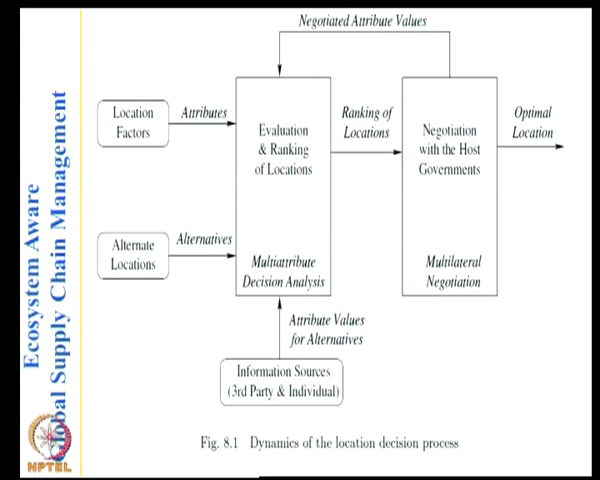 Ecosystem Aware
Global Supply Chain Management
NPTEL
Negotiated Attribute Values
Location
Factors
Attributes
Evaluation
& Ranking
of Locations
Ranking of
Locations
Negotiation
with the Host
Governments
Optimal
Location
Alternate
Locations
Alternatives
Multiattribute
Decision Analysis
Multilateral
Negotiation
Attribute Values
for Alternatives
Information Sources
(3rd Party & Individual)
Fig. 8.1 Dynamics of the location decision process